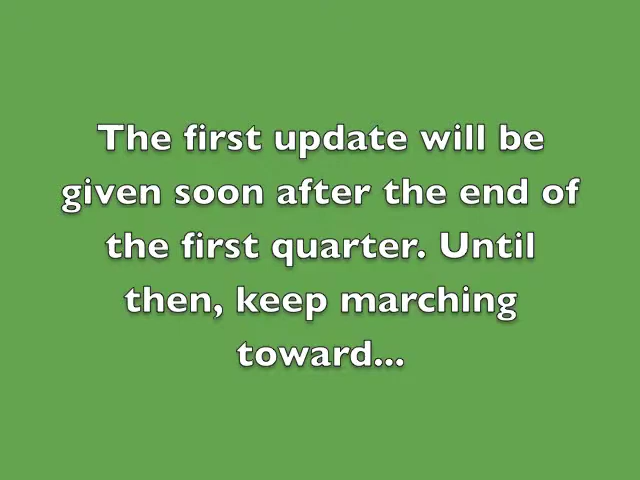 The first update will be
given soon after the end of
the first quarter. Until
then, keep marching
toward...